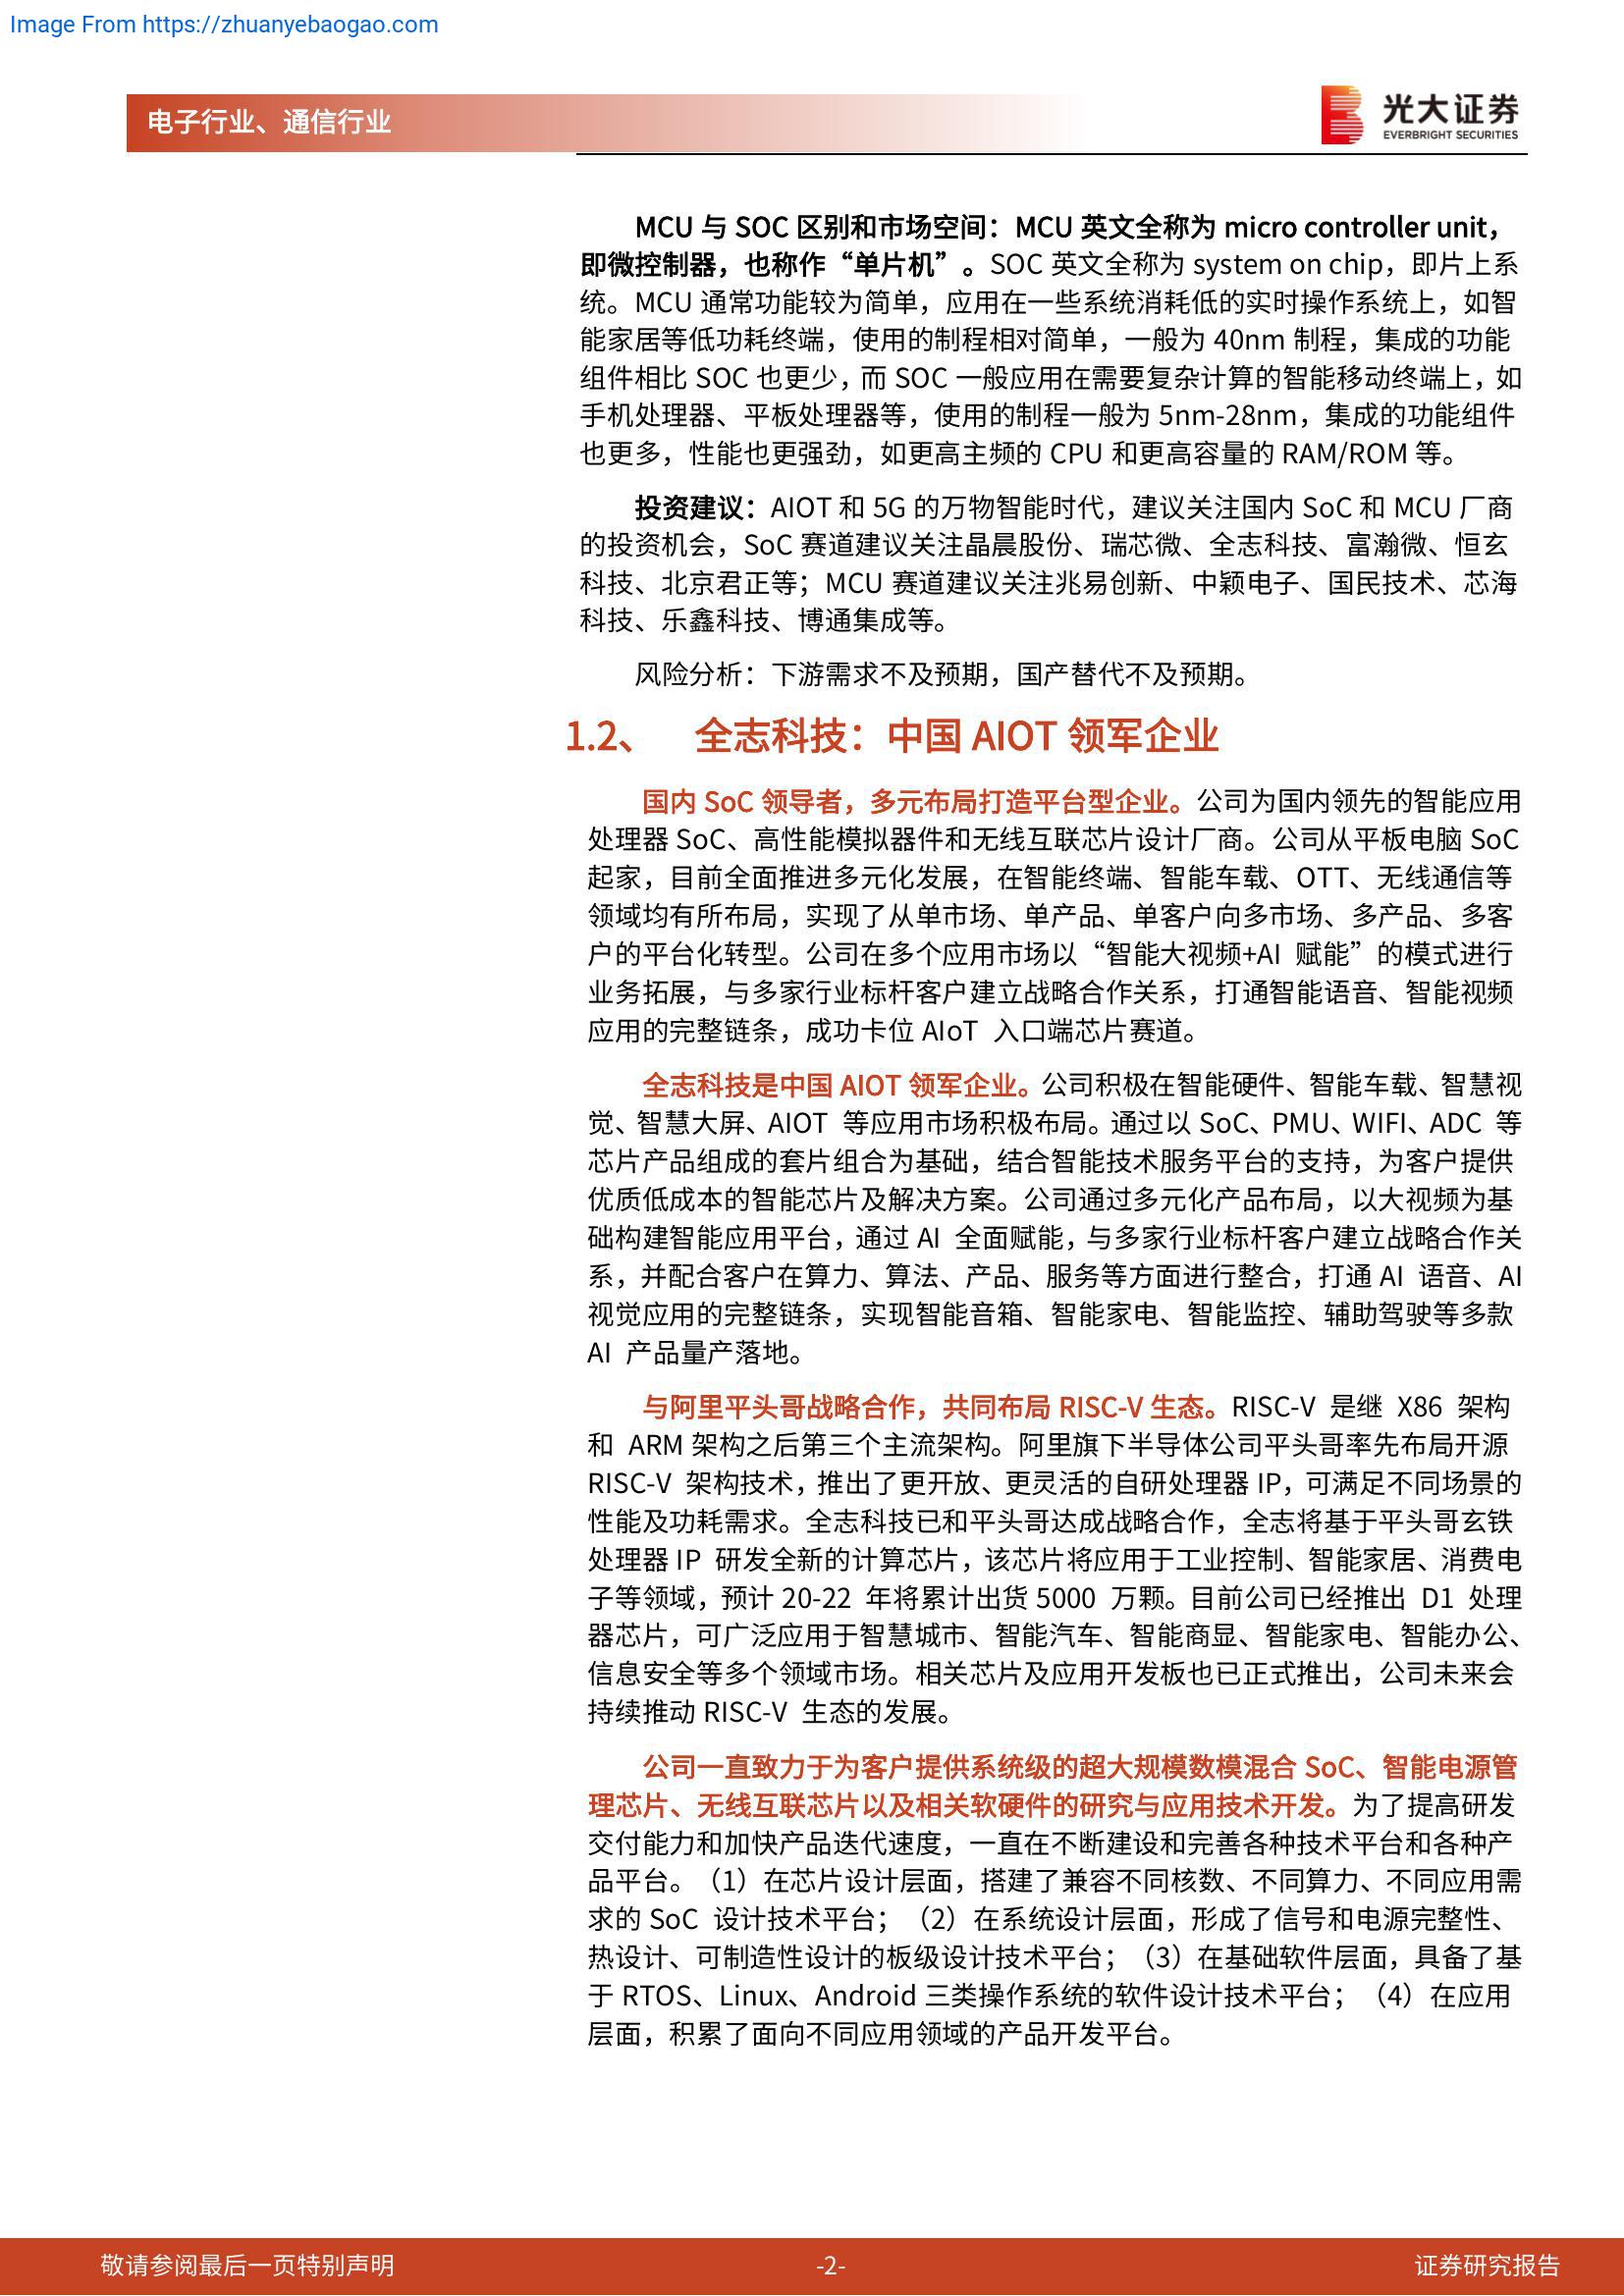 Image From https://zhuanyebaogao.com
电子行业、通信行业
光大证券
EVERBRIGHT SECURITIES
MCU 与 SOC 区别和市场空间：MCU 英文全称为 micro controller unit，
即微控制器，也称作“单片机”。SOC 英文全称为 system on chip，即片上系
统。MCU 通常功能较为简单，应用在一些系统消耗低的实时操作系统上，如智
能家居等低功耗终端，使用的制程相对简单，一般为 40nm 制程，集成的功能
组件相比 SOC 也更少，而 SOC 一般应用在需要复杂计算的智能移动终端上，如
手机处理器、平板处理器等，使用的制程一般为 5nm-28nm，集成的功能组件
也更多，性能也更强劲，如更高主频的 CPU 和更高容量的 RAM/ROM 等。
投资建议：AIOT 和 5G 的万物智能时代，建议关注国内 SoC 和 MCU 厂商
的投资机会，SoC 赛道建议关注晶晨股份、瑞芯微、全志科技、富瀚微、恒玄
科技、北京君正等；MCU 赛道建议关注兆易创新、中颖电子、国民技术、芯海
科技、乐鑫科技、博通集成等。
风险分析：下游需求不及预期，国产替代不及预期。
1.2、 全志科技：中国 AIOT 领军企业
国内 SoC 领导者，多元布局打造平台型企业。公司为国内领先的智能应用
处理器 SoC、高性能模拟器件和无线互联芯片设计厂商。公司从平板电脑 SoC
起家，目前全面推进多元化发展，在智能终端、智能车载、OTT、无线通信等
领域均有所布局，实现了从单市场、单产品、单客户向多市场、多产品、多客
户的平台化转型。公司在多个应用市场以“智能大视频+AI 赋能”的模式进行
业务拓展，与多家行业标杆客户建立战略合作关系，打通智能语音、智能视频
应用的完整链条，成功卡位 AIoT 入口端芯片赛道。
全志科技是中国 AIOT 领军企业。公司积极在智能硬件、智能车载、智慧视
觉、智慧大屏、AIOT 等应用市场积极布局。通过以 SoC、PMU、WIFI、ADC 等
芯片产品组成的套片组合为基础，结合智能技术服务平台的支持，为客户提供
优质低成本的智能芯片及解决方案。公司通过多元化产品布局，以大视频为基
础构建智能应用平台，通过 AI 全面赋能，与多家行业标杆客户建立战略合作关
系，并配合客户在算力、算法、产品、服务等方面进行整合，打通 AI 语音、AI
视觉应用的完整链条，实现智能音箱、智能家电、智能监控、辅助驾驶等多款
AI 产品量产落地。
与阿里平头哥战略合作，共同布局 RISC-V 生态。RISC-V 是继 X86 架构
和 ARM 架构之后第三个主流架构。阿里旗下半导体公司平头哥率先布局开源
RISC-V 架构技术，推出了更开放、更灵活的自研处理器 IP，可满足不同场景的
性能及功耗需求。全志科技已和平头哥达成战略合作，全志将基于平头哥玄铁
处理器 IP 研发全新的计算芯片，该芯片将应用于工业控制、智能家居、消费电
子等领域，预计 20-22 年将累计出货 5000 万颗。目前公司已经推出 D1 处理
器芯片，可广泛应用于智慧城市、智能汽车、智能商显、智能家电、智能办公、
信息安全等多个领域市场。相关芯片及应用开发板也已正式推出，公司未来会
持续推动 RISC-V 生态的发展。
公司一直致力于为客户提供系统级的超大规模数模混合 SoC、智能电源管
理芯片、无线互联芯片以及相关软硬件的研究与应用技术开发。为了提高研发
交付能力和加快产品迭代速度，一直在不断建设和完善各种技术平台和各种产
品平台。（1）在芯片设计层面，搭建了兼容不同核数、不同算力、不同应用需
求的 SoC 设计技术平台；（2）在系统设计层面，形成了信号和电源完整性、
热设计、可制造性设计的板级设计技术平台；（3）在基础软件层面，具备了基
于 RTOS、Linux、Android 三类操作系统的软件设计技术平台；（4）在应用
层面，积累了面向不同应用领域的产品开发平台。
敬请参阅最后一页特别声明
-2-
证券研究报告